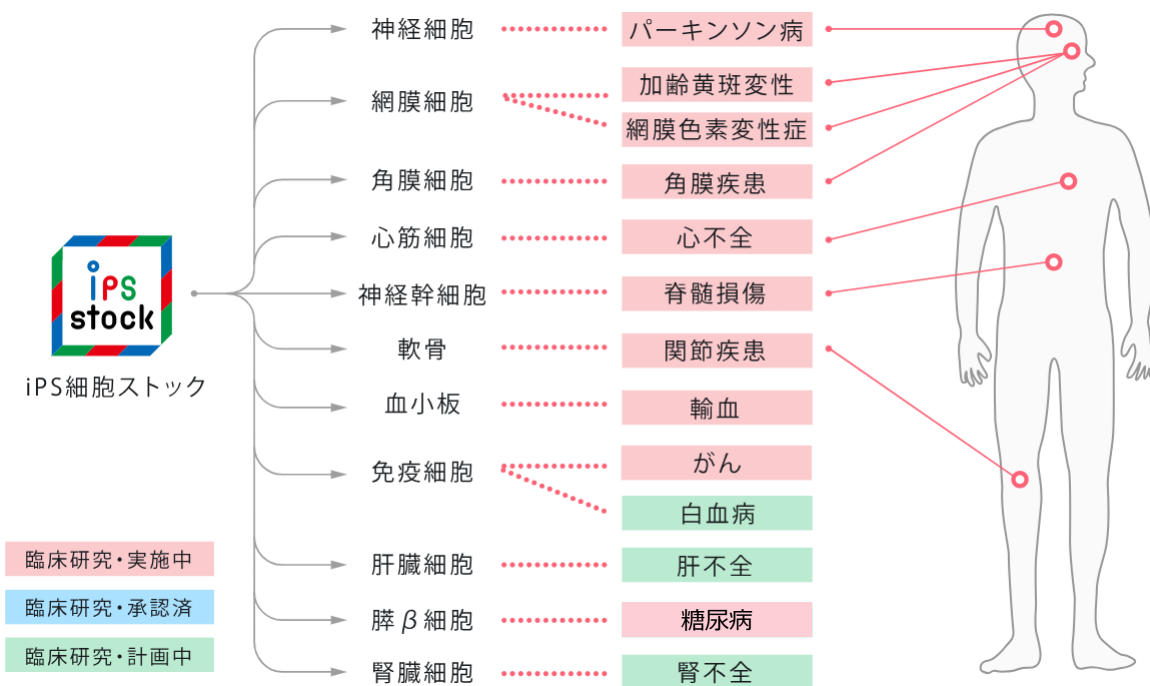 神経細胞 パーキンソン病
網膜細胞 加齢黄斑変性
網膜色素変性症
角膜細胞 角膜疾患
心筋細胞 心不全
神経幹細胞 脊髄損傷
iPS
stock
iPS細胞ストック
軟骨 関節疾患
血小板 輸血
免疫細胞 がん
白血病
肝臓細胞 肝不全
膵β細胞 糖尿病
腎臓細胞 腎不全
臨床研究・実施中
臨床研究・承認済
臨床研究・計画中